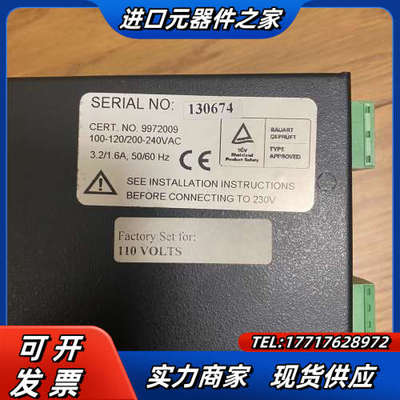 进口元器件之家
SERIAL NO: 130674
CERT. NO. 9972009
100-120/200-240VAC
3.2/1.6A, 50/60 Hz
CE
TÜV
Rheinland
Product Safety
BAUART
GEPRÜFT
TYPE
APPROVED
SEE INSTALLATION INSTRUCTIONS
BEFORE CONNECTING TO 230V
Factory Set for:
110 VOLTS
可开
发票
TEL:17717628972
实力商家 现货供应